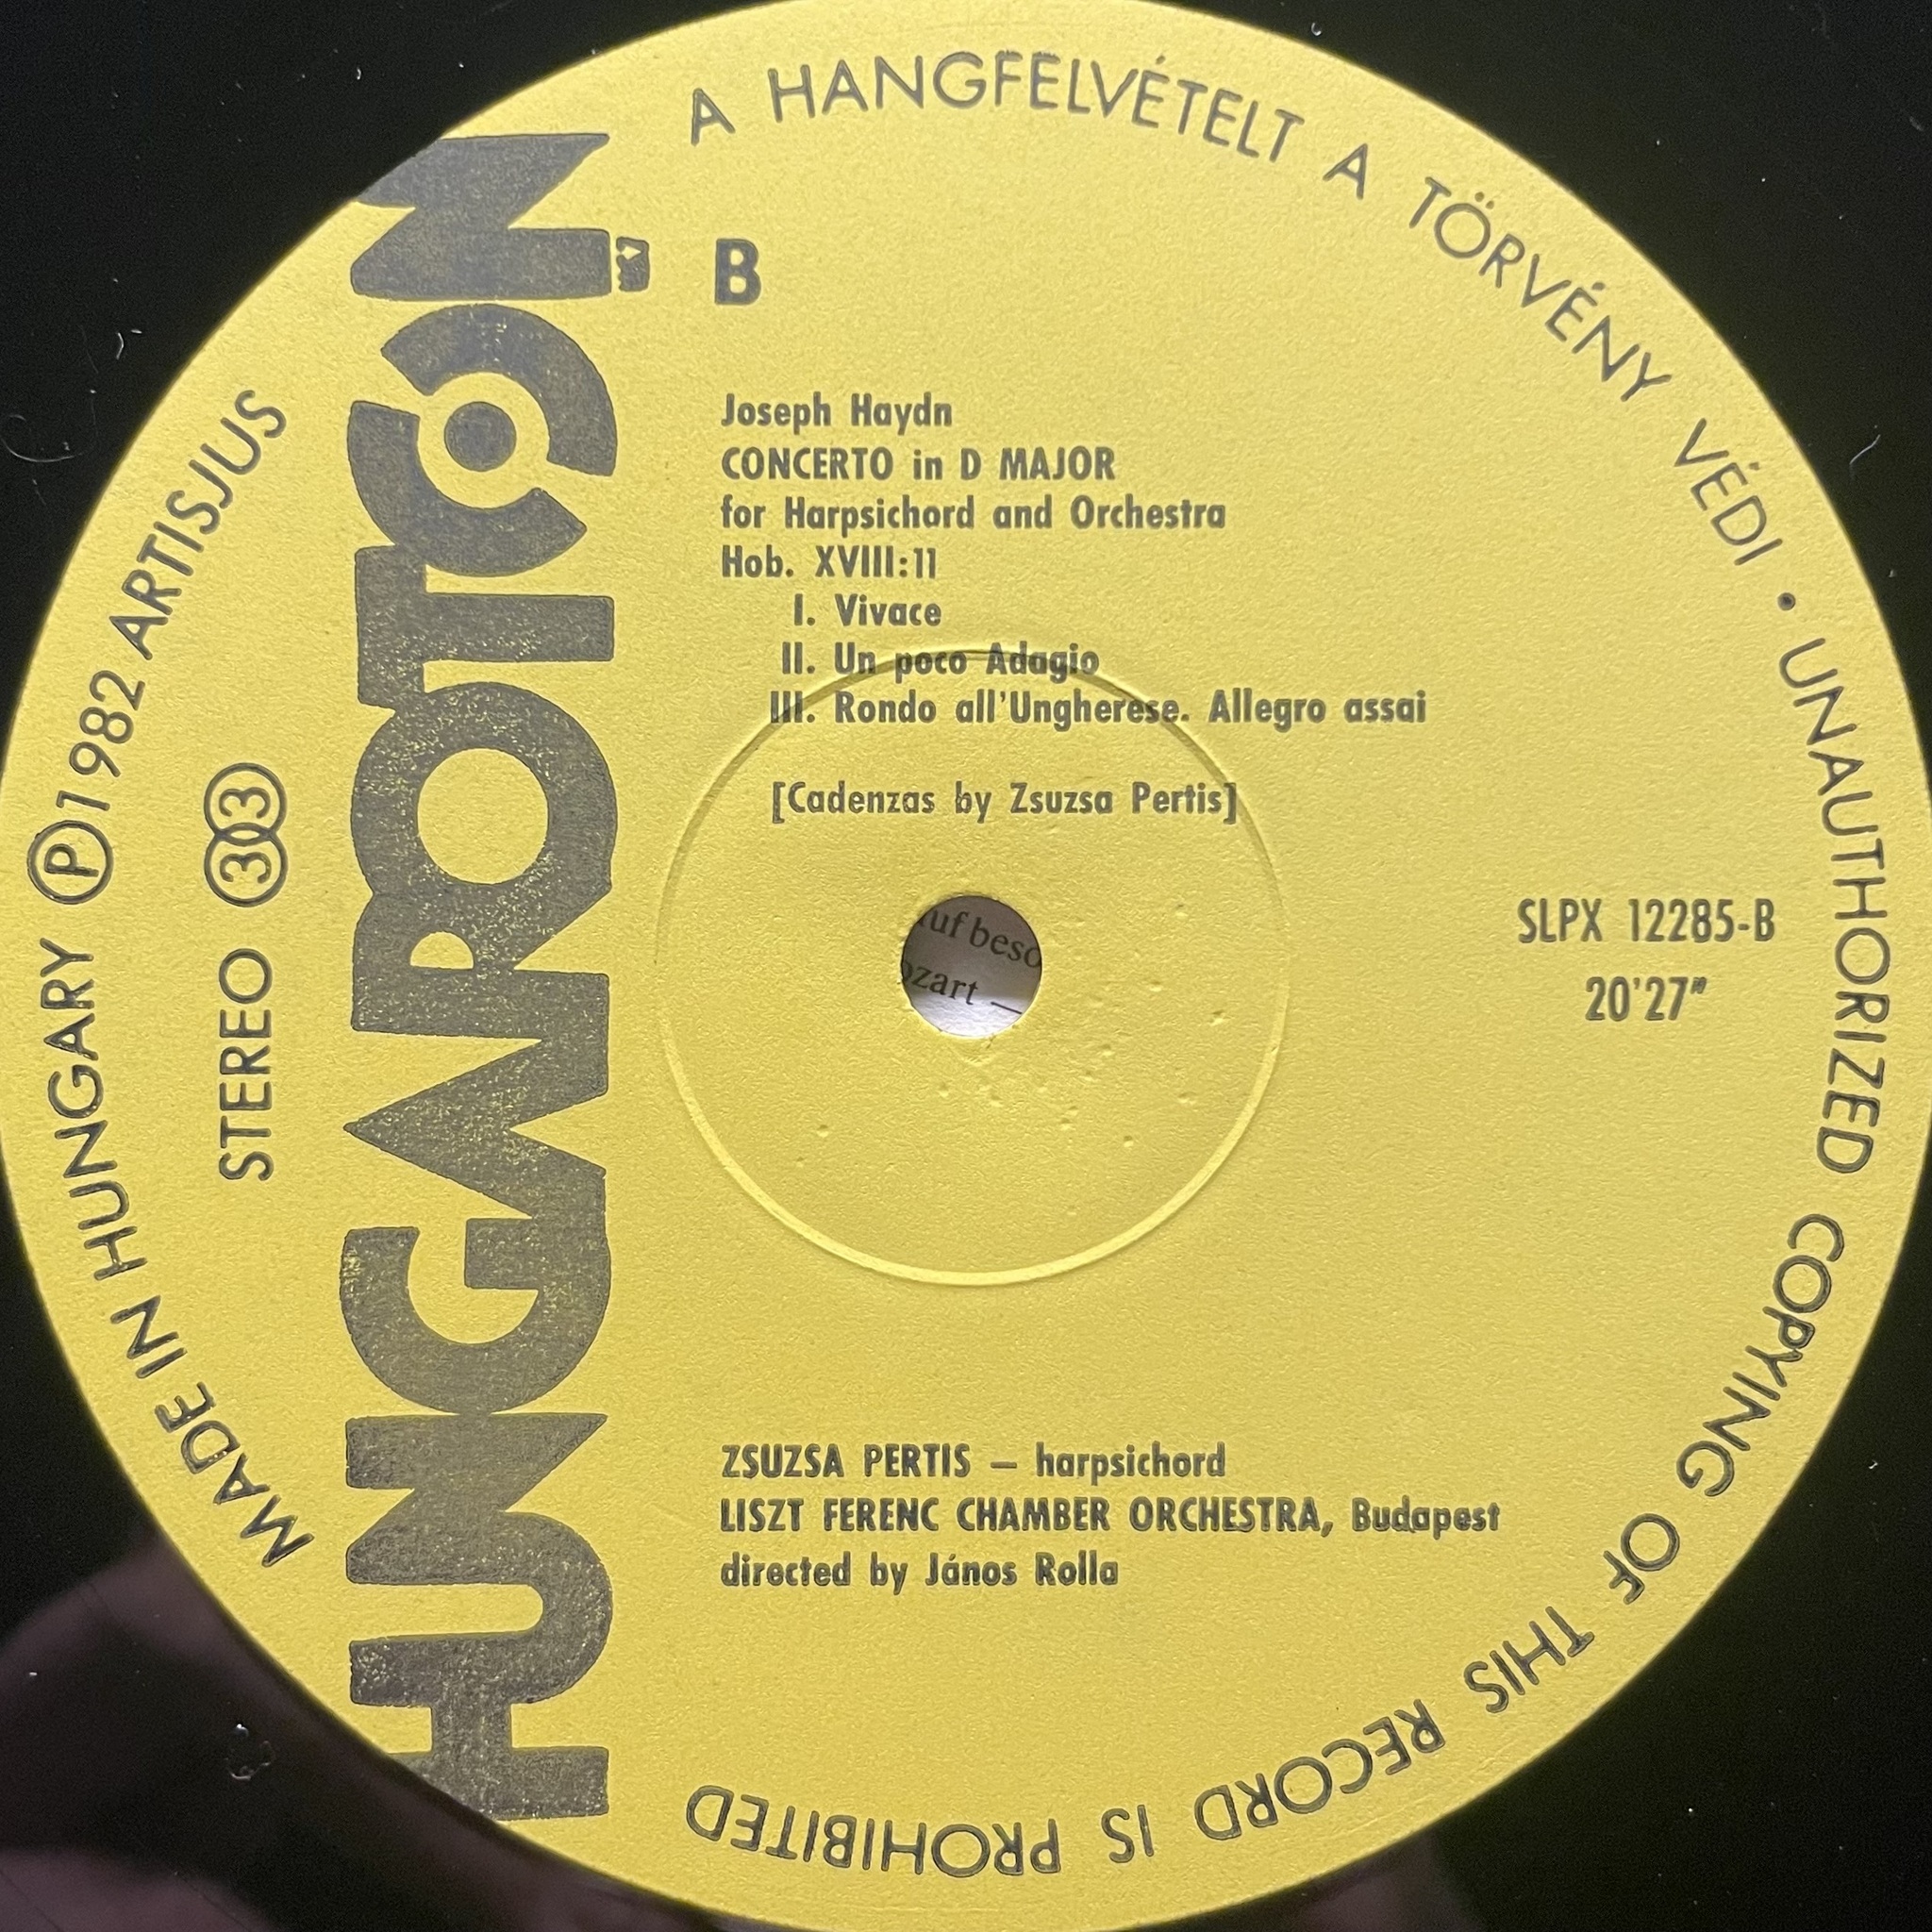 A HANGFELVÉTELT A TÖRVÉNY VÉDI • UNAUTHORIZED COPYING OF THIS RECORD IS PROHIBITED
MADE IN HUNGARY Ⓟ 1982 ARTISJUS
STEREO 303
HUNGAROTON
B
Joseph Haydn
CONCERTO in D MAJOR
for Harpsichord and Orchestra
Hob. XVIII:11
I. Vivace
II. Un poco Adagio
III. Rondo all'Ungherese. Allegro assai
[Cadenzas by Zsuzsa Pertis]
SLPX 12285-B
20'27"
ZSUZSA PERTIS — harpsichord
LISZT FERENC CHAMBER ORCHESTRA, Budapest
directed by János Rolla